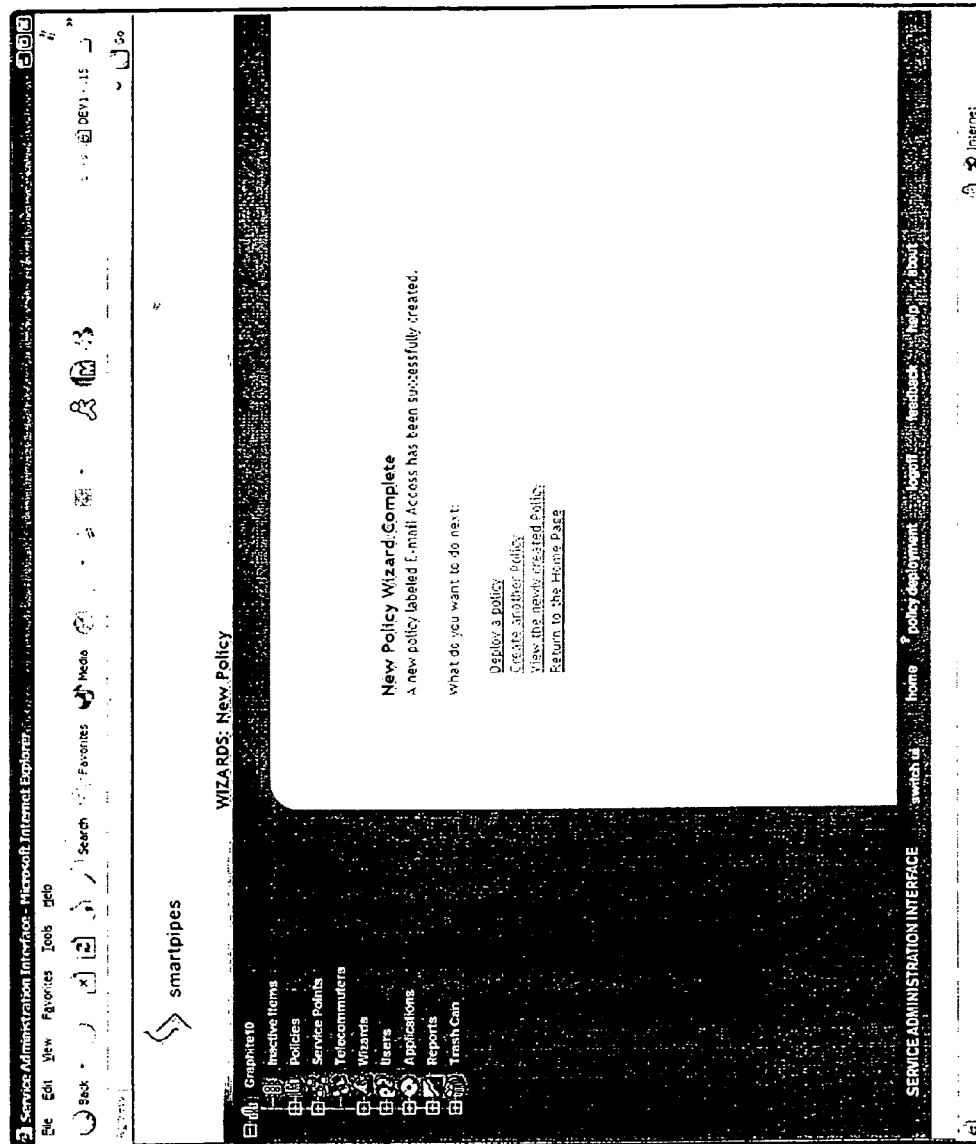 Service Administration Interface - Microsoft Internet Explorer
File Edit View Favorites Tools Help
Back Search Favorites Media
DEV1
Go
smartpipes
WIZARDS: New Policy
Graphite10
Inactive Items
Policies
Service Points
Telecommuters
Wizards
Users
Applications
Reports
Trash Can
New Policy Wizard Complete
A new policy labeled E-mail Access has been successfully created.
What do you want to do next:
Deploy a policy
Create another Policy
View the newly created Policy
Return to the Home Page
SERVICE ADMINISTRATION INTERFACE
home policy deployment logoff feedback help about
Internet